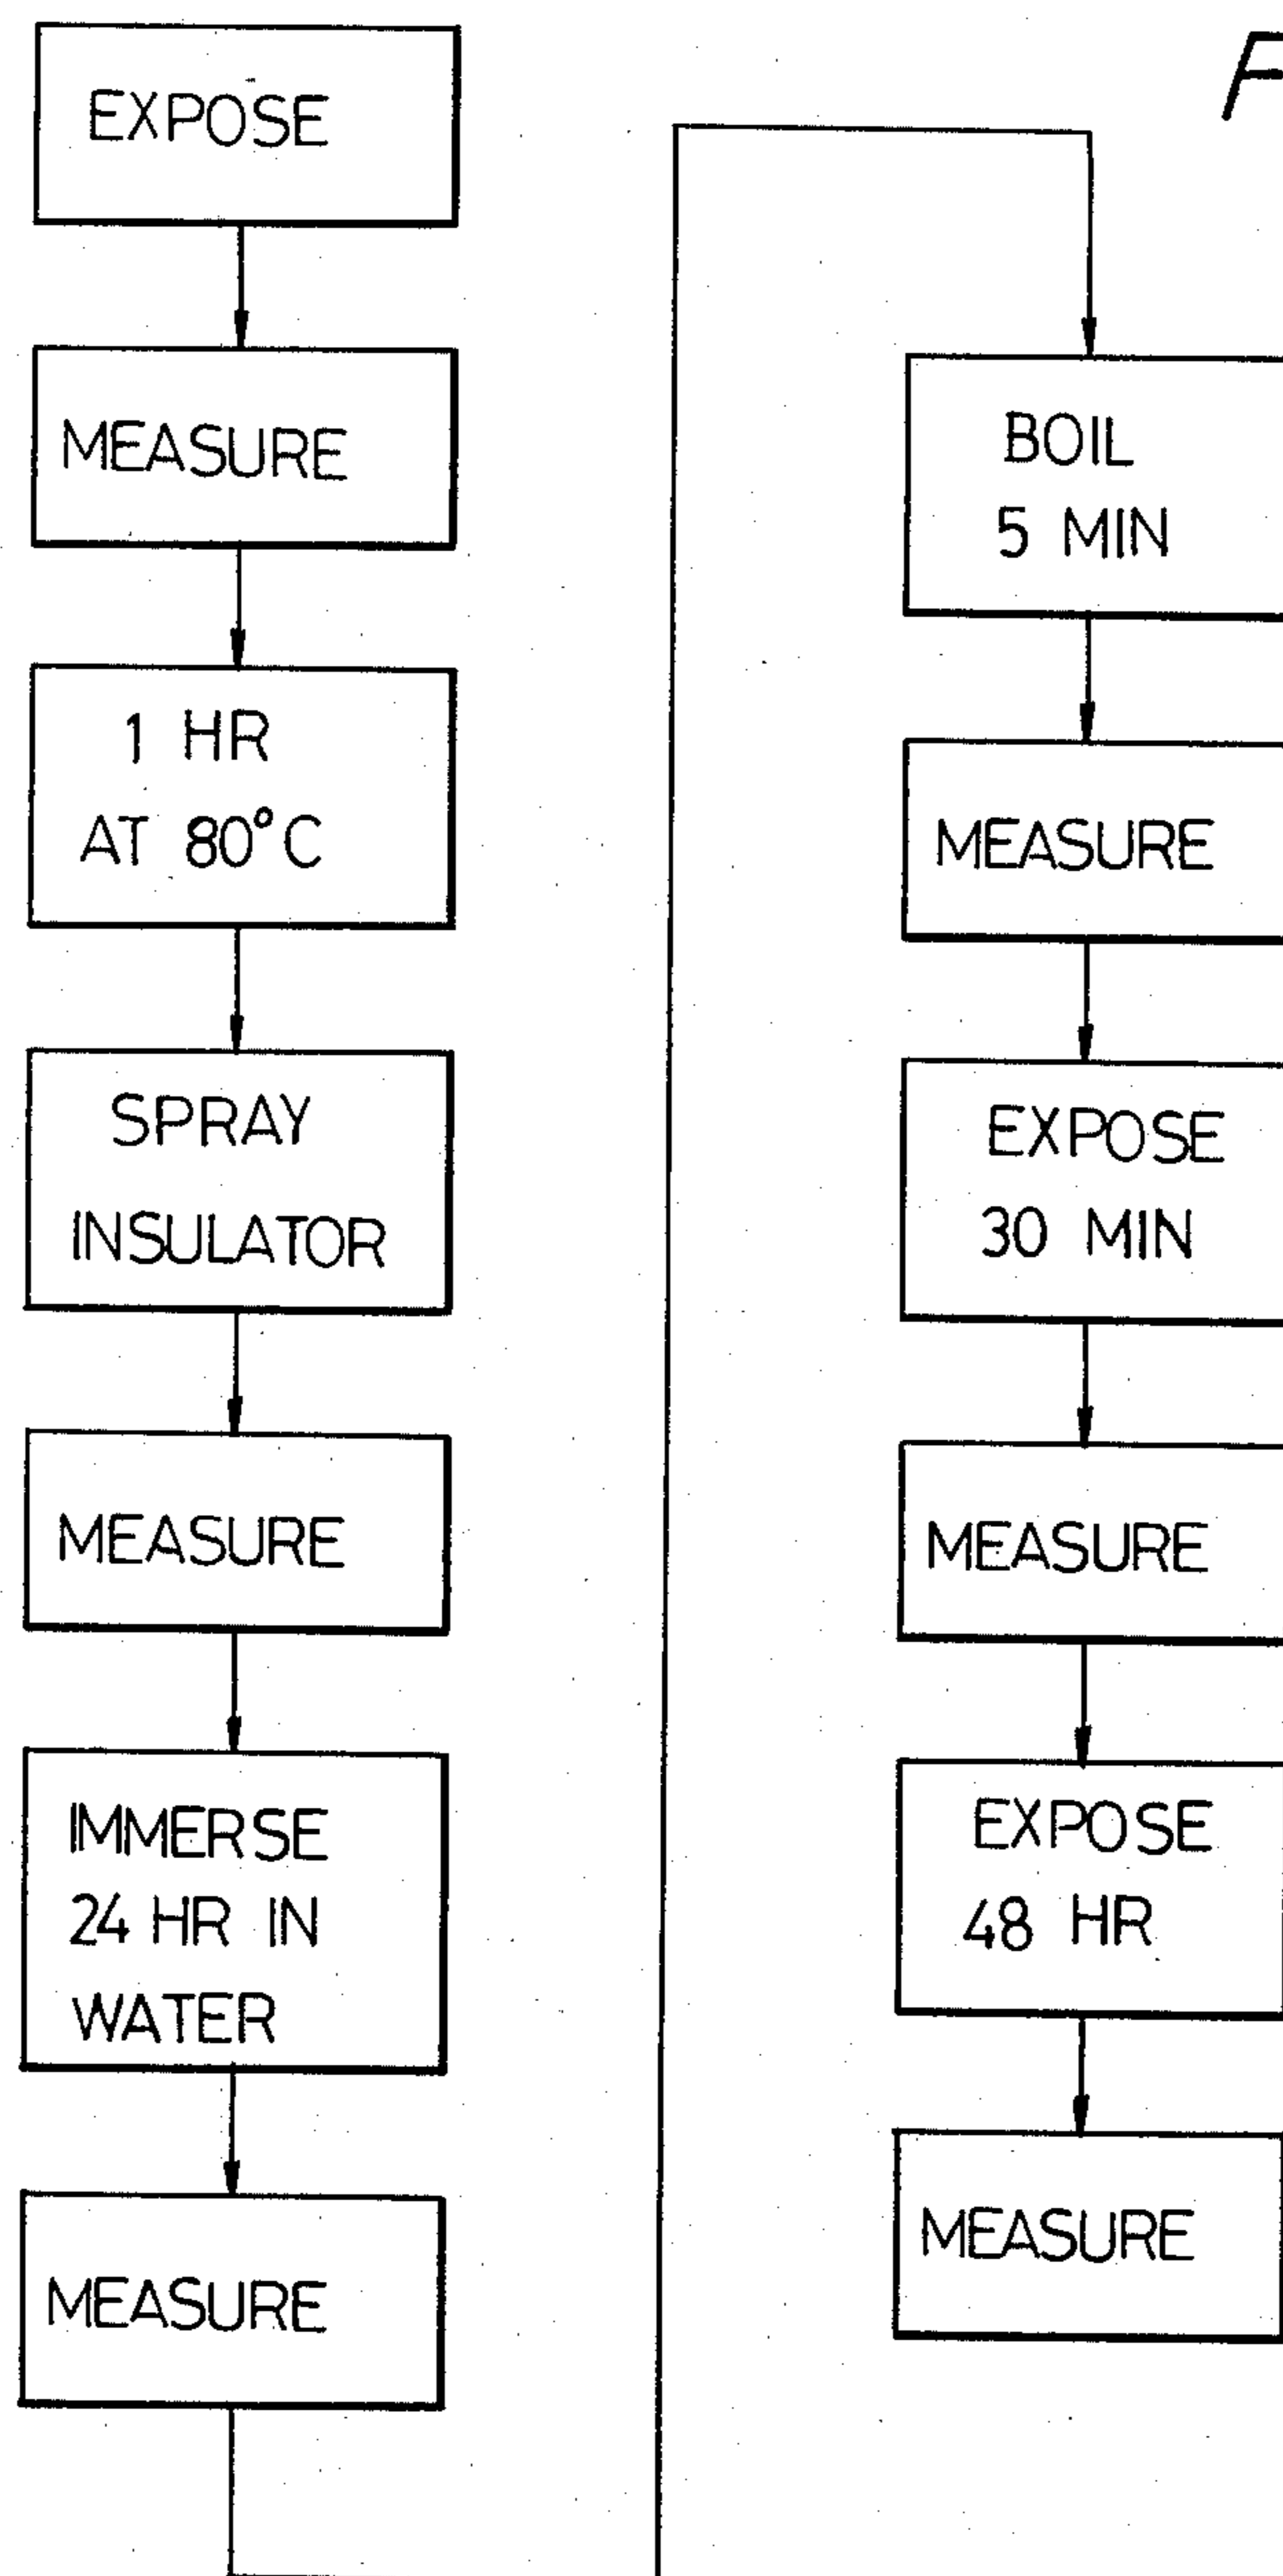 EXPOSE
MEASURE
1 HR
AT 80°C
SPRAY
INSULATOR
MEASURE
IMMERSE
24 HR IN
WATER
MEASURE
BOIL
5 MIN
MEASURE
EXPOSE
30 MIN
MEASURE
EXPOSE
48 HR
MEASURE